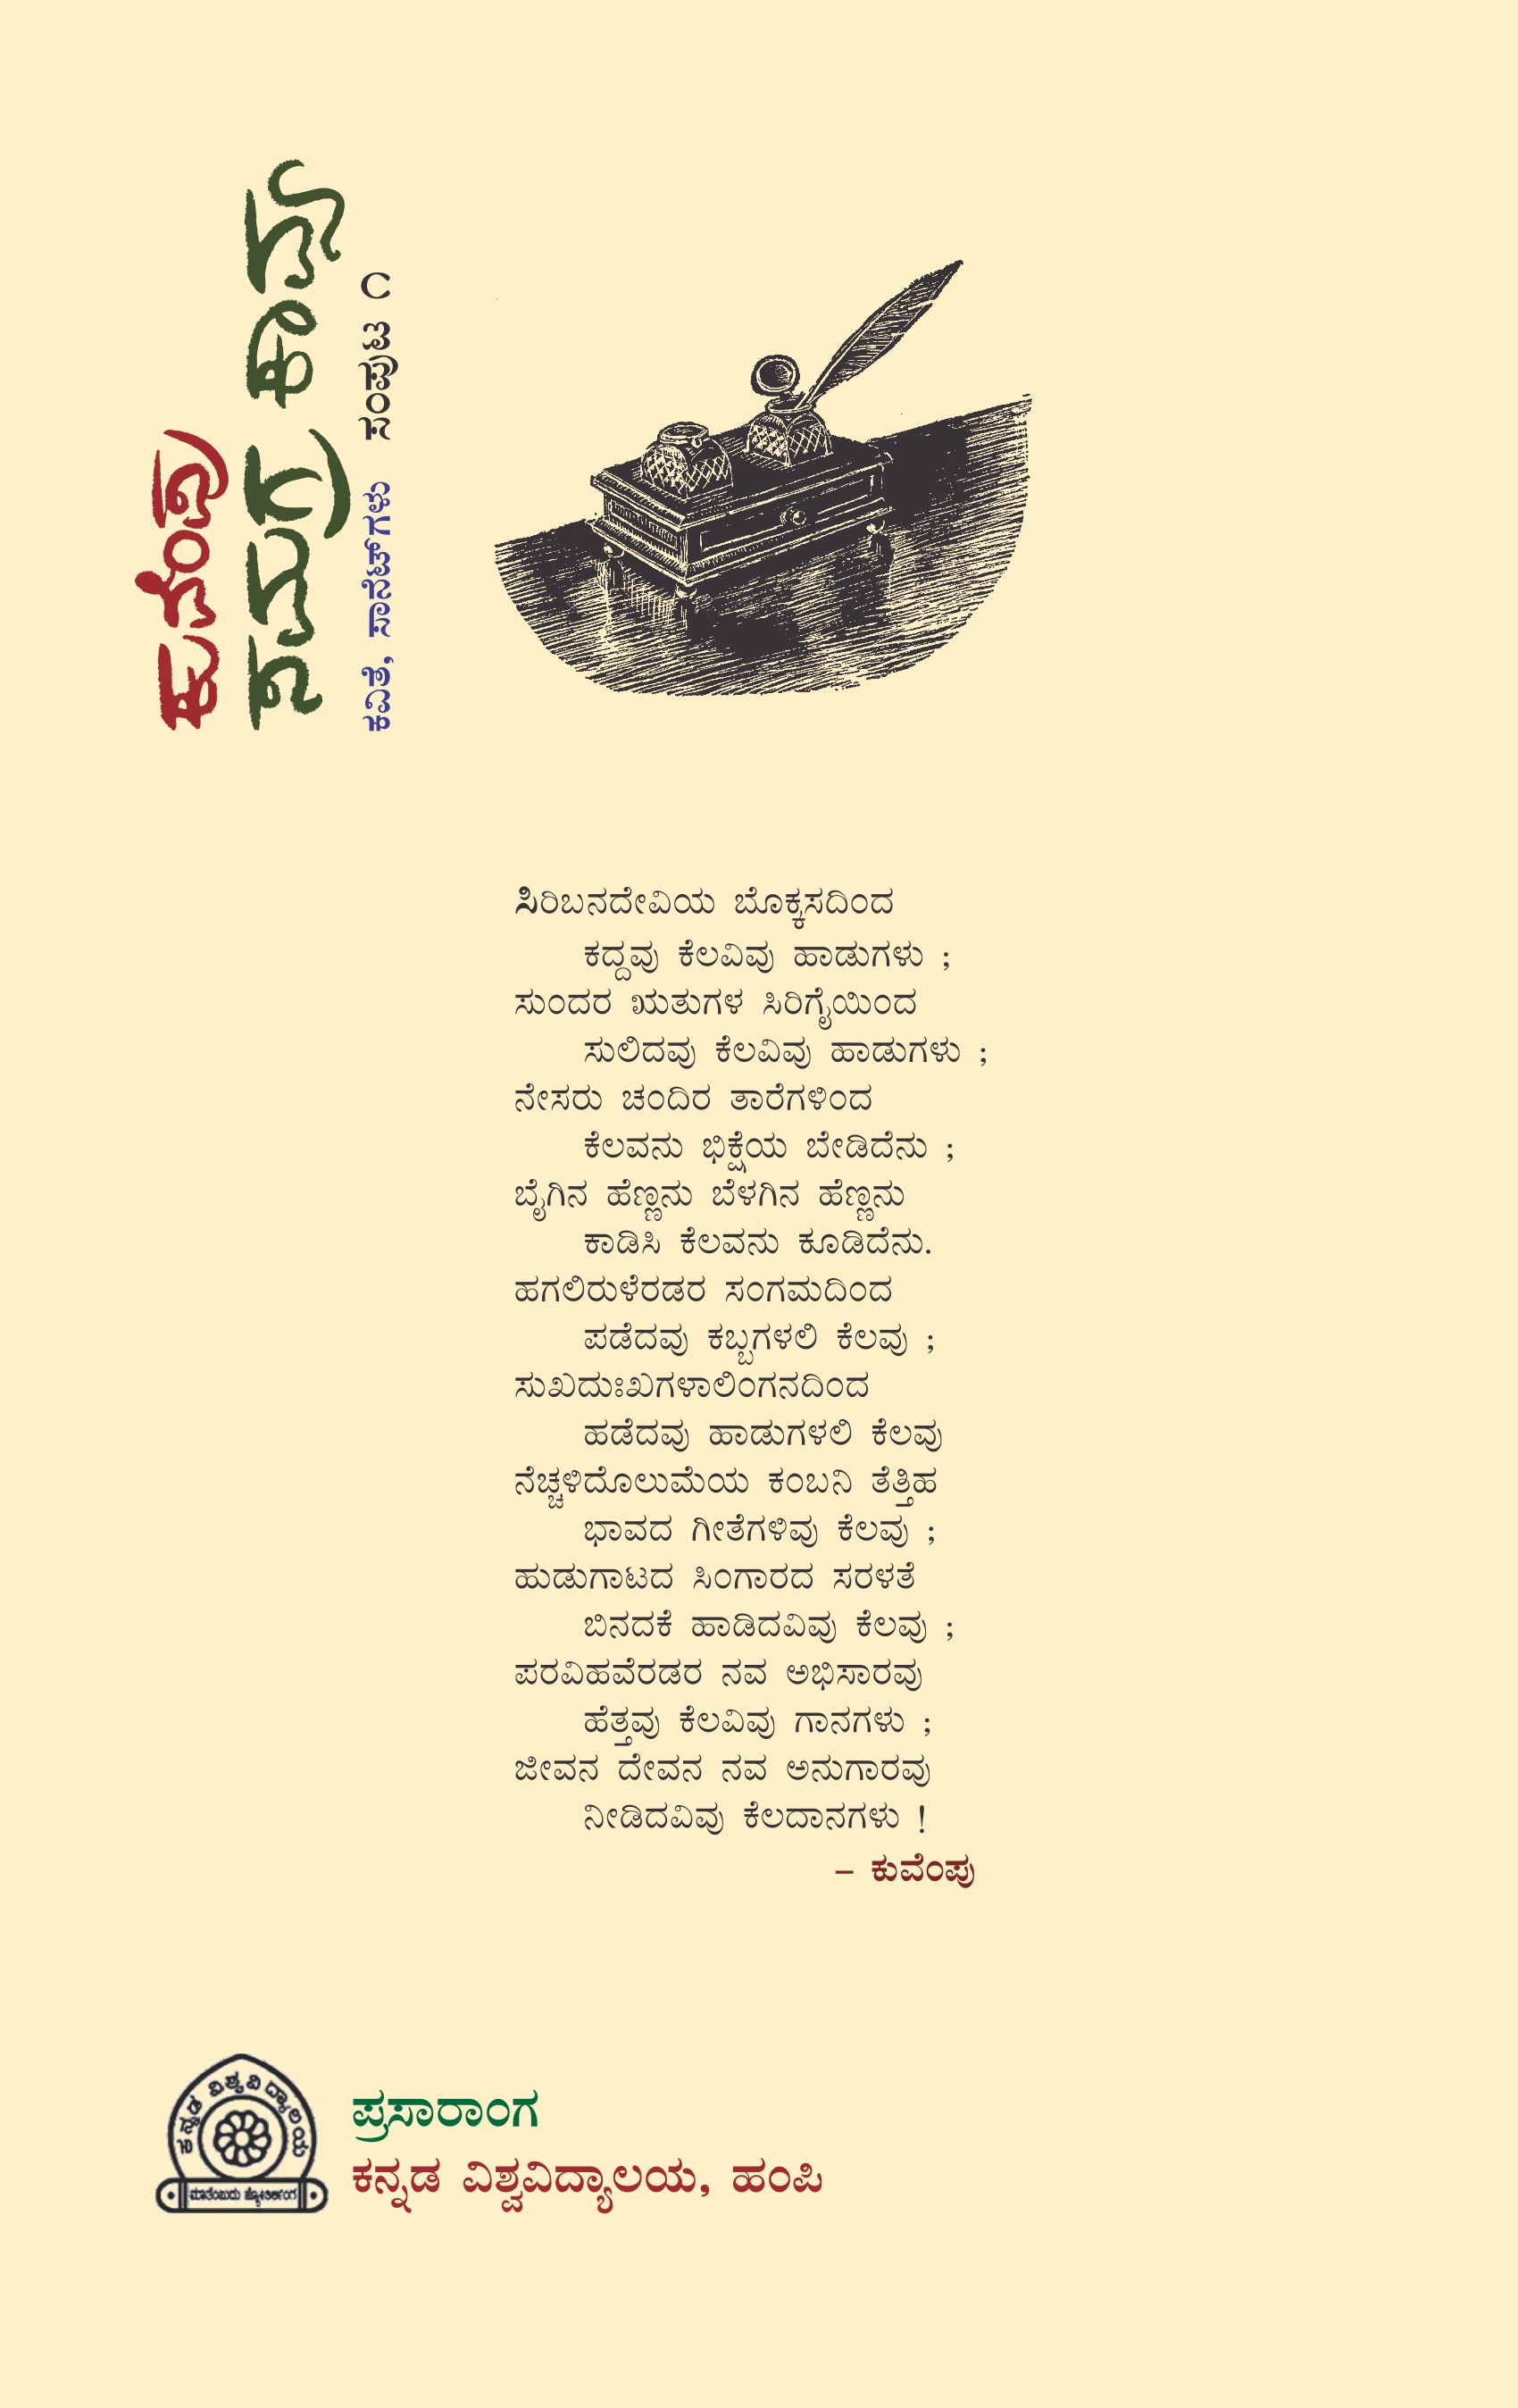 ಕುವೆಂಪು
ಸಮಗ್ರ ಕಾವ್ಯ
ಕವಿತೆ, ಸಾನೆಟ್‌ಗಳು ಸಂಪುಟ ೧
ಸಿರಿಬನದೇವಿಯ ಬೊಕ್ಕಸದಿಂದ
ಕದ್ದವು ಕೆಲವಿವು ಹಾಡುಗಳು ;
ಸುಂದರ ಋತುಗಳ ಸಿರಿಗೈಯಿಂದ
ಸುಲಿದವು ಕೆಲವಿವು ಹಾಡುಗಳು ;
ನೇಸರು ಚಂದಿರ ತಾರೆಗಳಿಂದ
ಕೆಲವನು ಭಿಕ್ಷೆಯ ಬೇಡಿದೆನು ;
ಬೈಗಿನ ಹೆಣ್ಣನು ಬೆಳಗಿನ ಹೆಣ್ಣನು
ಕಾಡಿಸಿ ಕೆಲವನು ಕೂಡಿದೆನು.
ಹಗಲಿರುಳೆರಡರ ಸಂಗಮದಿಂದ
ಪಡೆದವು ಕಬ್ಬಗಳಲಿ ಕೆಲವು ;
ಸುಖದುಃಖಗಳಾಲಿಂಗನದಿಂದ
ಹಡೆದವು ಹಾಡುಗಳಲಿ ಕೆಲವು
ನೆಚ್ಚಳಿದೊಲುಮೆಯ ಕಂಬನಿ ತೆತ್ತಿಹ
ಭಾವದ ಗೀತೆಗಳಿವು ಕೆಲವು ;
ಹುಡುಗಾಟದ ಸಿಂಗಾರದ ಸರಳತೆ
ಬಿನದಕೆ ಹಾಡಿದವಿವು ಕೆಲವು ;
ಪರವಿಹವೆರಡರ ನವ ಅಭಿಸಾರವು
ಹೆತ್ತವು ಕೆಲವಿವು ಗಾನಗಳು ;
ಜೀವನ ದೇವನ ನವ ಅನುಗಾರವು
ನೀಡಿದವಿವು ಕೆಲದಾನಗಳು !
– ಕುವೆಂಪು
ಕನ್ನಡ ವಿಶ್ವವಿದ್ಯಾಲಯ
ಮಾತೆಂಬುದು ಜ್ಯೋತಿರ್ಲಿಂಗ
ಪ್ರಸಾರಾಂಗ
ಕನ್ನಡ ವಿಶ್ವವಿದ್ಯಾಲಯ, ಹಂಪಿ